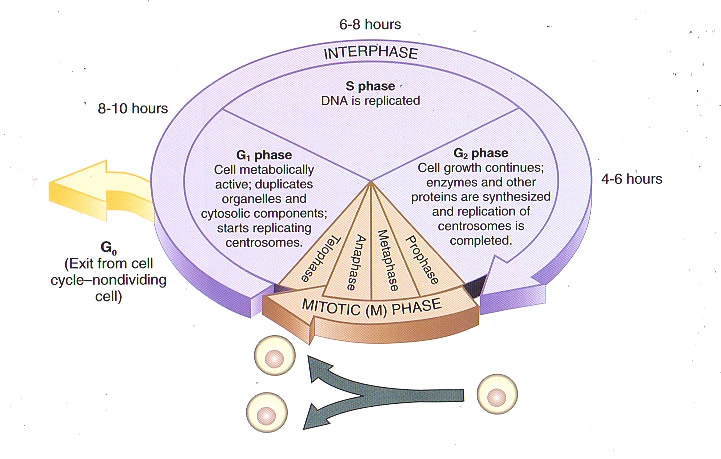 6-8 hours
INTERPHASE
S phase
DNA is replicated
8-10 hours
G₁ phase
Cell metabolically
active; duplicates
organelles and
cytosolic components;
starts replicating
centrosomes.
G₂ phase
Cell growth continues;
enzymes and other
proteins are synthesized
and replication of
centrosomes is
completed.
4-6 hours
G₀
(Exit from cell
cycle–nondividing
cell)
Telophase
Anaphase
Metaphase
Prophase
MITOTIC (M) PHASE